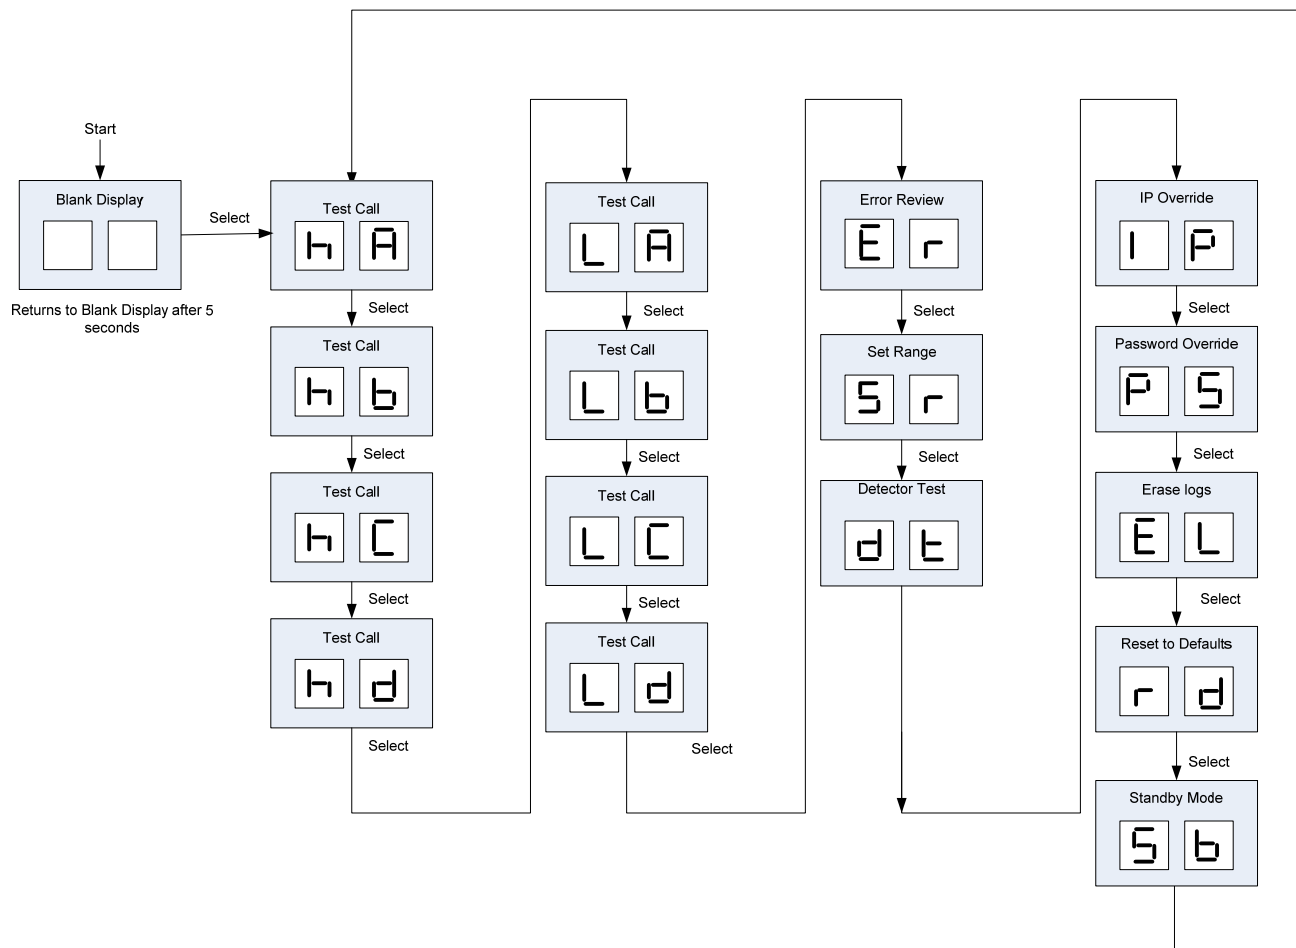 Start
Blank Display
Returns to Blank Display after 5
seconds
Select
Test Call
h A
Select
Test Call
h b
Select
Test Call
h C
Select
Test Call
h d
Select
Test Call
L A
Select
Test Call
L b
Select
Test Call
L C
Select
Test Call
L d
Select
Error Review
E r
Select
Set Range
S r
Select
Detector Test
d t
IP Override
I P
Select
Password Override
P S
Select
Erase logs
E L
Select
Reset to Defaults
r d
Select
Standby Mode
S b